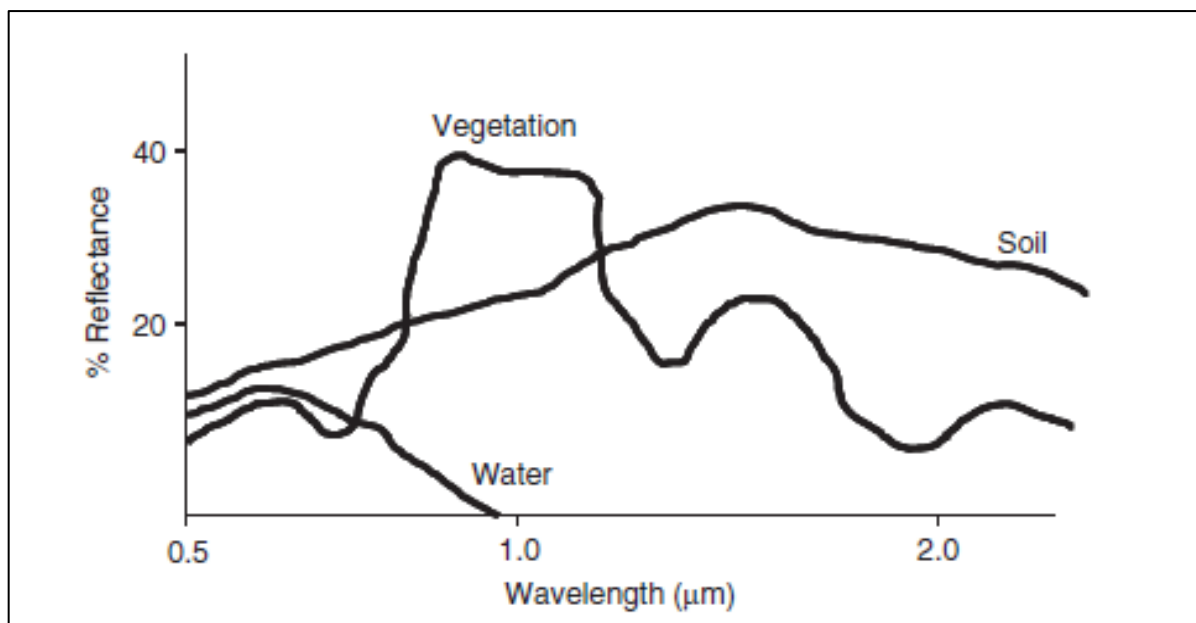 Vegetation
40
% Reflectance
Soil
20
Water
0.5
1.0
2.0
Wavelength (μm)